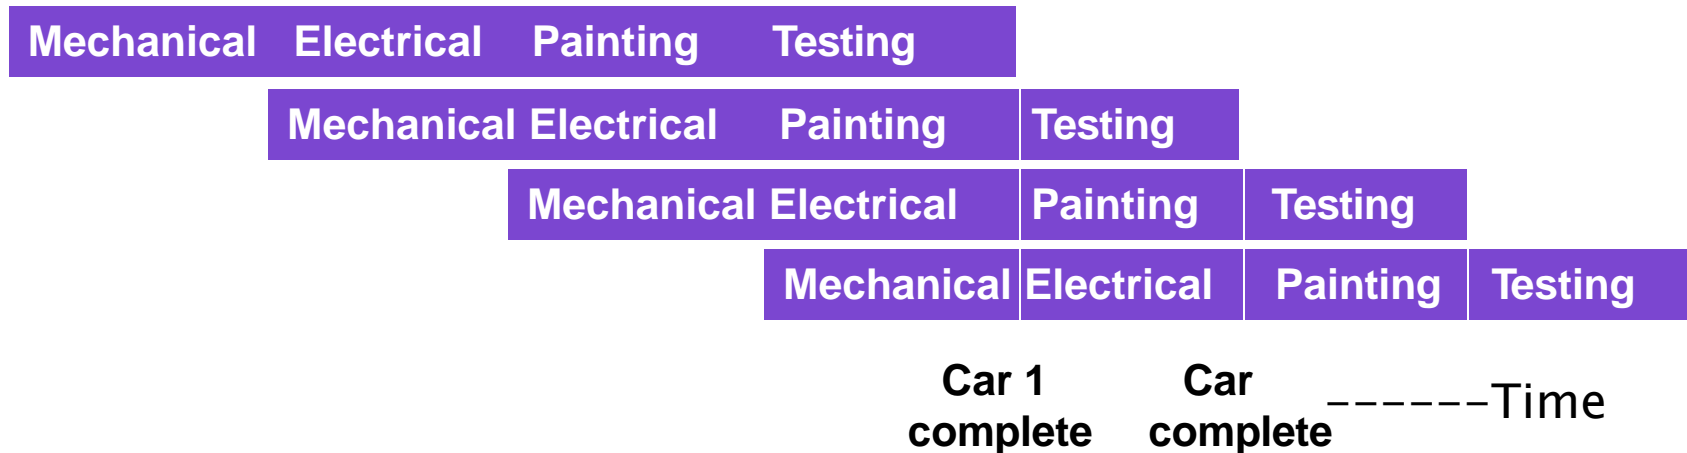 Mechanical Electrical Painting Testing
Mechanical Electrical Painting Testing
Mechanical Electrical Painting Testing
Mechanical Electrical Painting Testing
Car 1 complete
Car complete
------Time